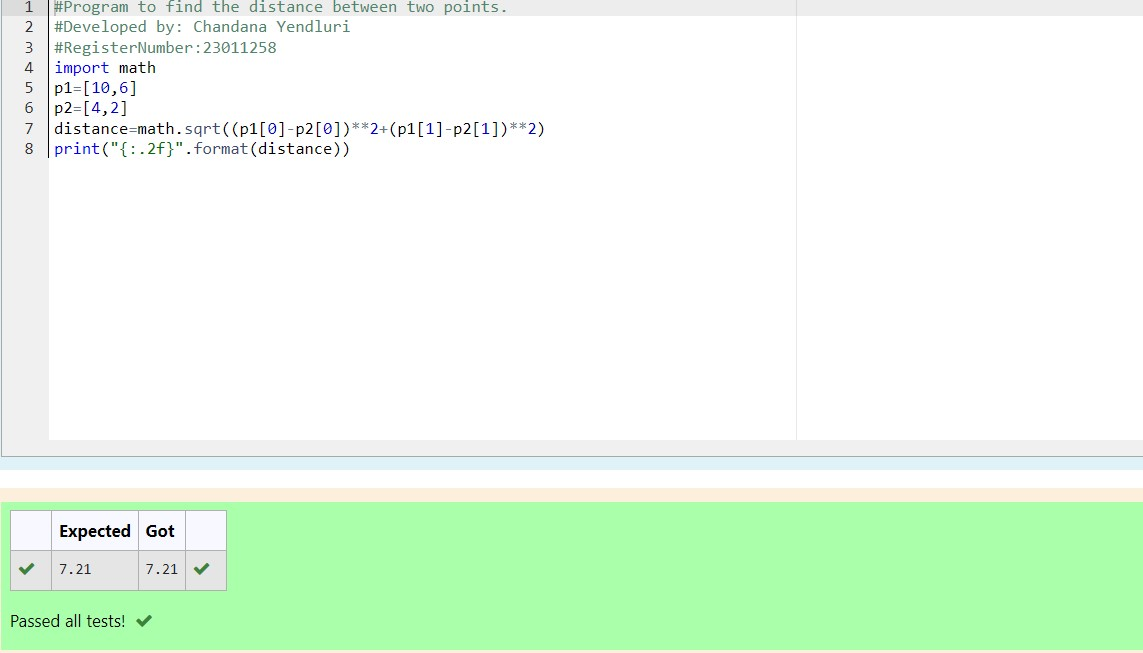 1 #Program to find the distance between two points.
2 #Developed by: Chandana Yendluri
3 #RegisterNumber:23011258
4 import math
5 p1=[10,6]
6 p2=[4,2]
7 distance=math.sqrt((p1[0]-p2[0])**2+(p1[1]-p2[1])**2)
8 print("{:.2f}".format(distance))
Expected Got
7.21 7.21
Passed all tests!